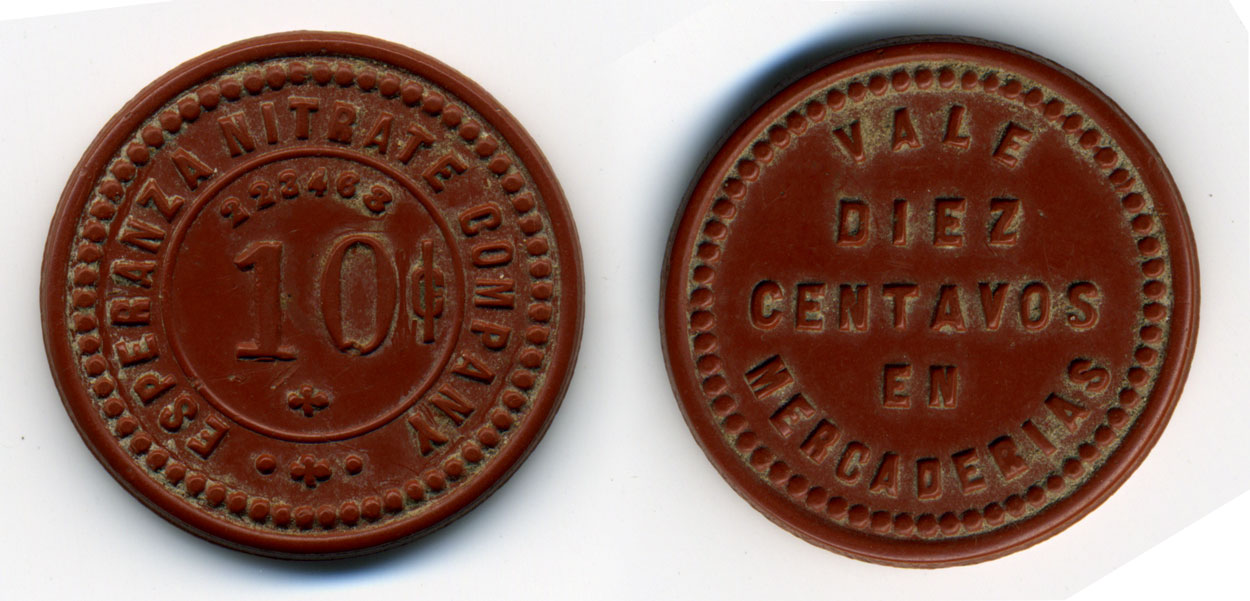 ESPERANZA NITRATE COMPANY
223463
10¢
VALE
DIEZ
CENTAVOS
EN
MERCADERIAS